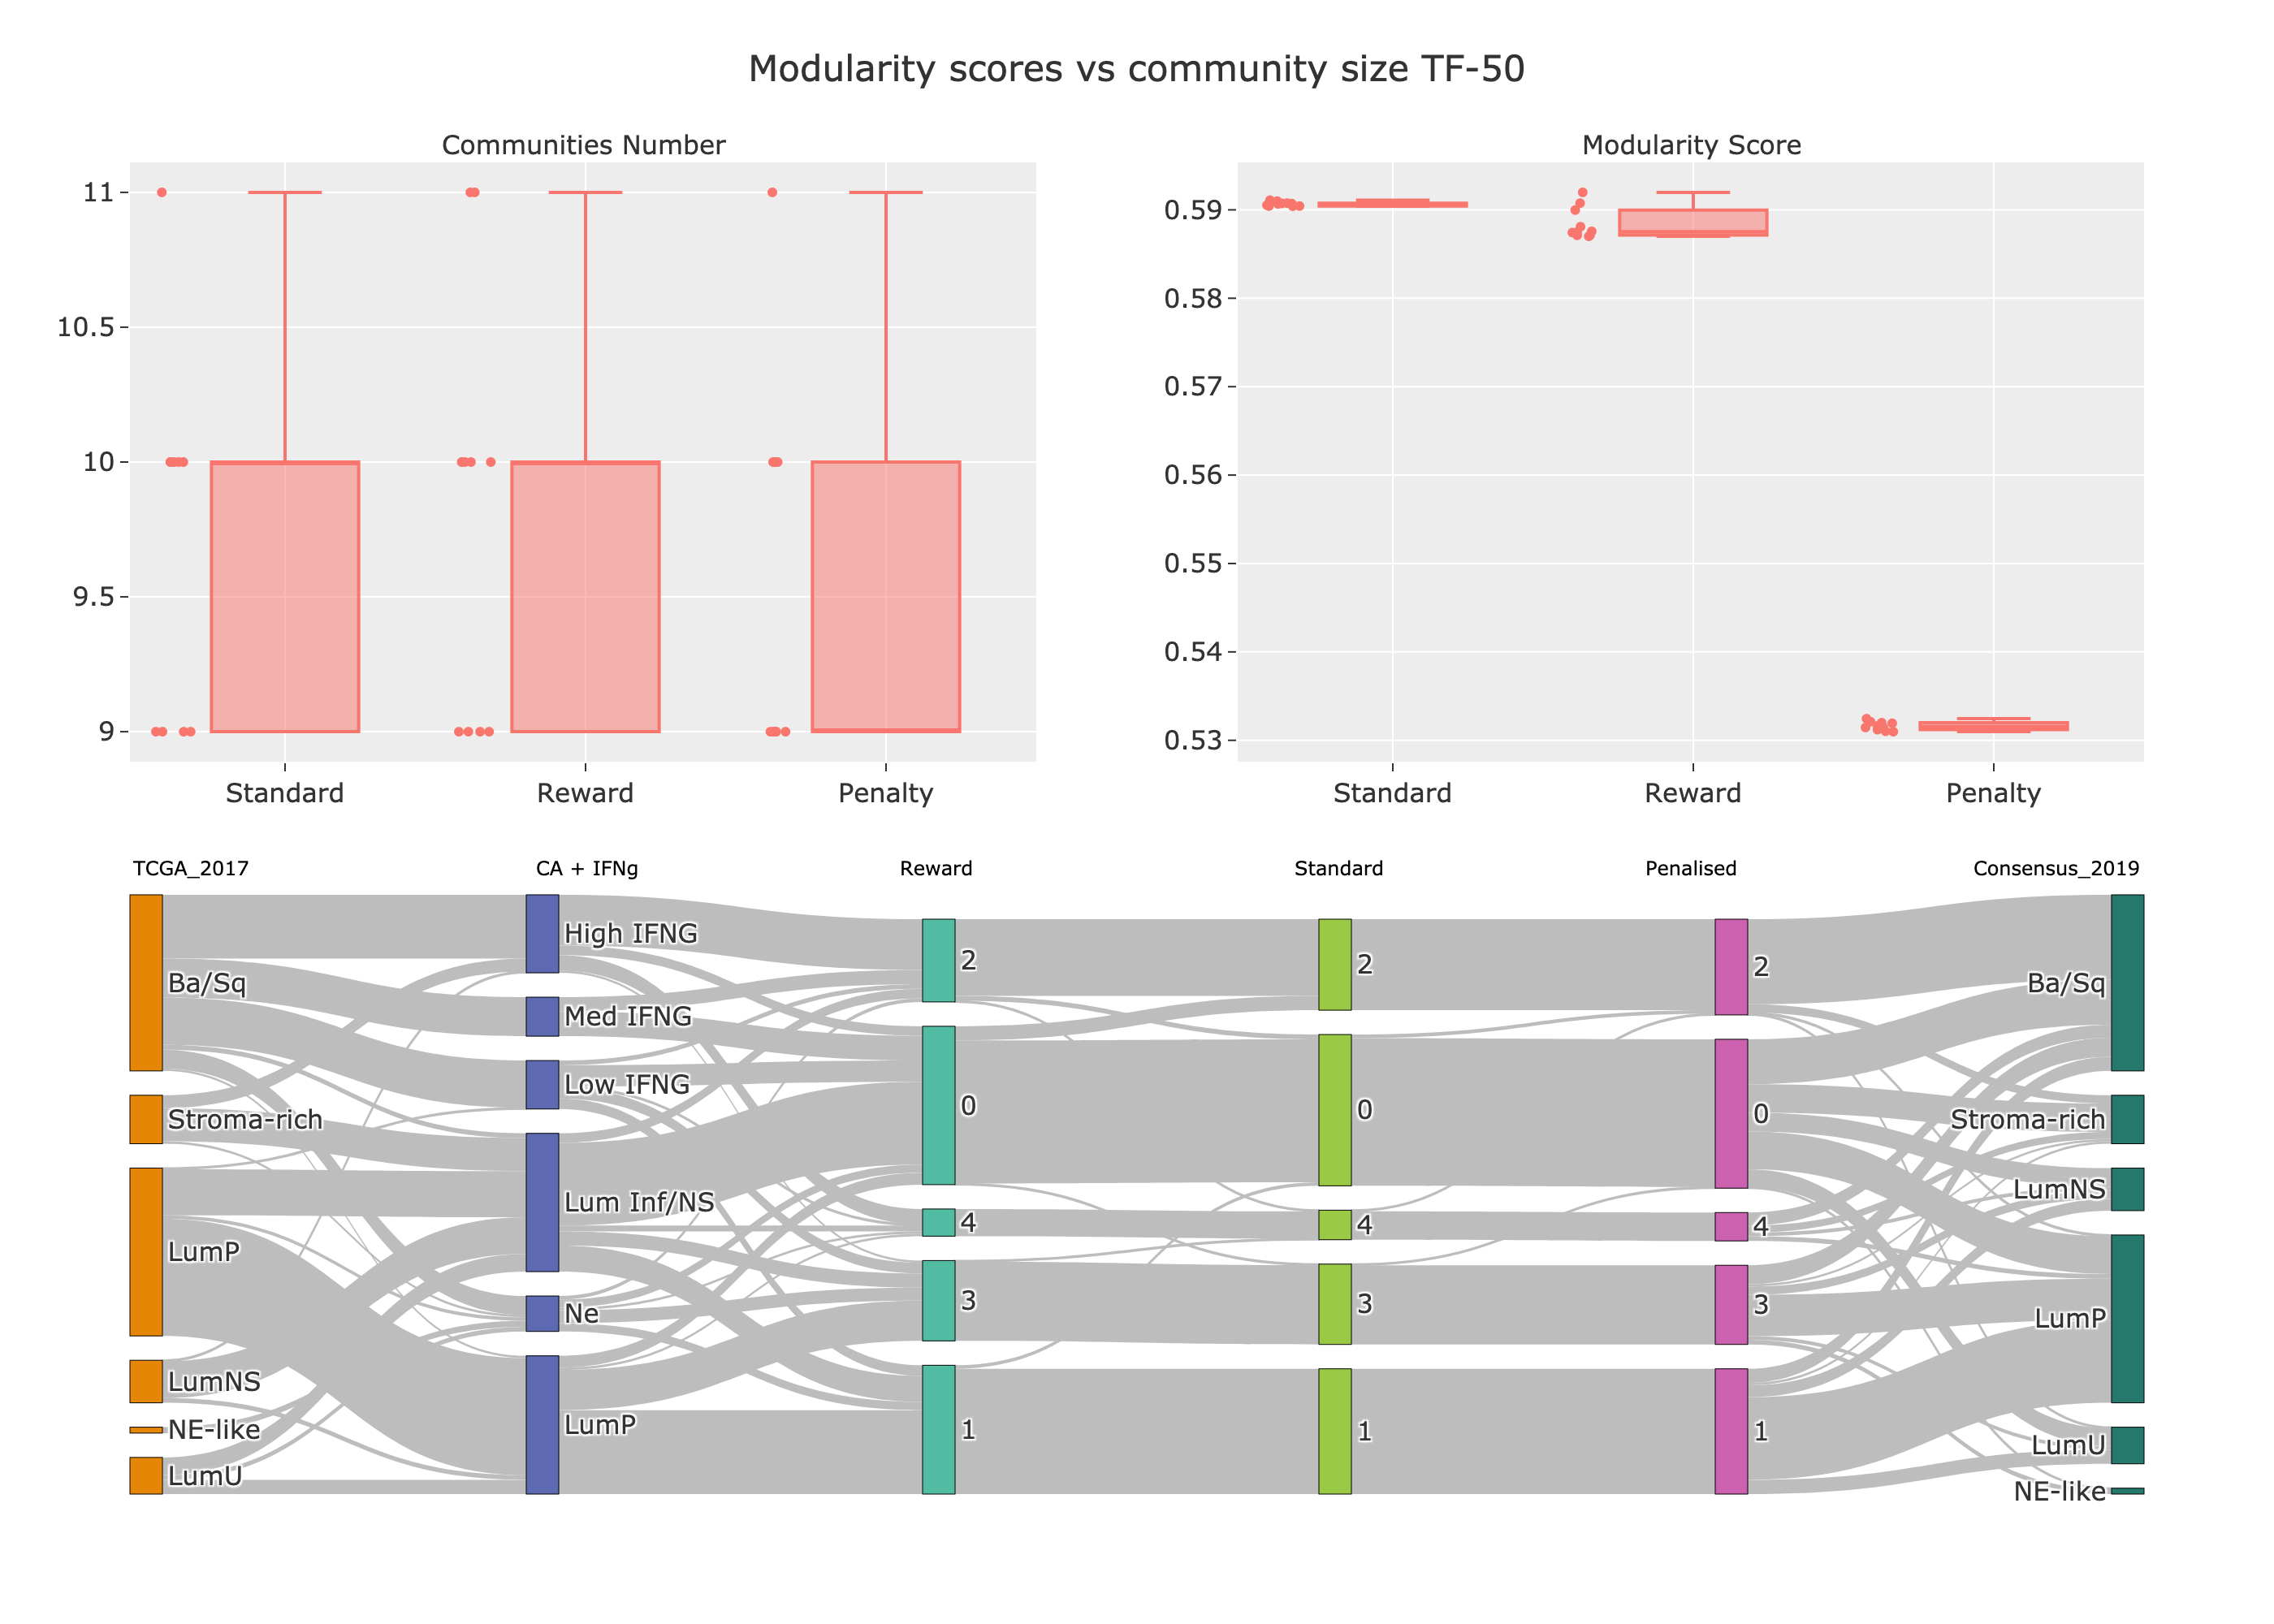 Modularity scores vs community size TF-50
Communities Number
11
10.5
10
9.5
9
Standard
Reward
Penalty
Modularity Score
0.59
0.58
0.57
0.56
0.55
0.54
0.53
Standard
Reward
Penalty
TCGA_2017
CA + IFNg
Reward
Standard
Penalised
Consensus_2019
Ba/Sq
Stroma-rich
LumP
LumNS
NE-like
LumU
High IFNG
Med IFNG
Low IFNG
Lum Inf/NS
Ne
LumP
2
0
4
3
1
2
0
4
3
1
2
0
4
3
1
Ba/Sq
Stroma-rich
LumNS
LumP
LumU
NE-like